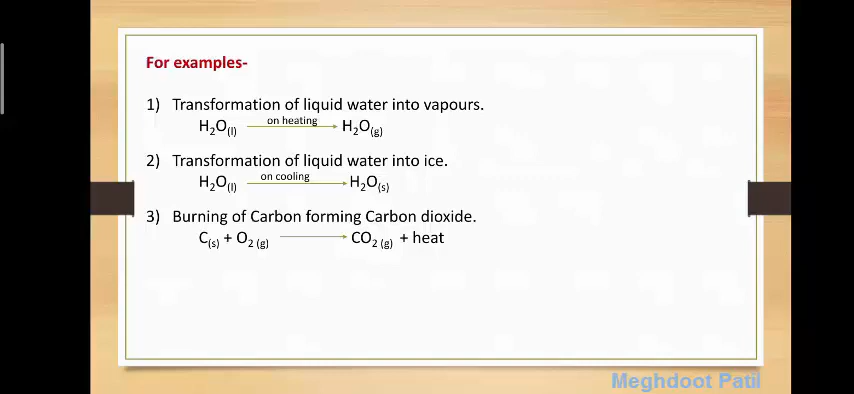 For examples-
1) Transformation of liquid water into vapours.
H₂O(l) on heating → H₂O(g)
2) Transformation of liquid water into ice.
H₂O(l) on cooling → H₂O(s)
3) Burning of Carbon forming Carbon dioxide.
C(s) + O₂ (g) → CO₂ (g) + heat
Meghdoot Patil